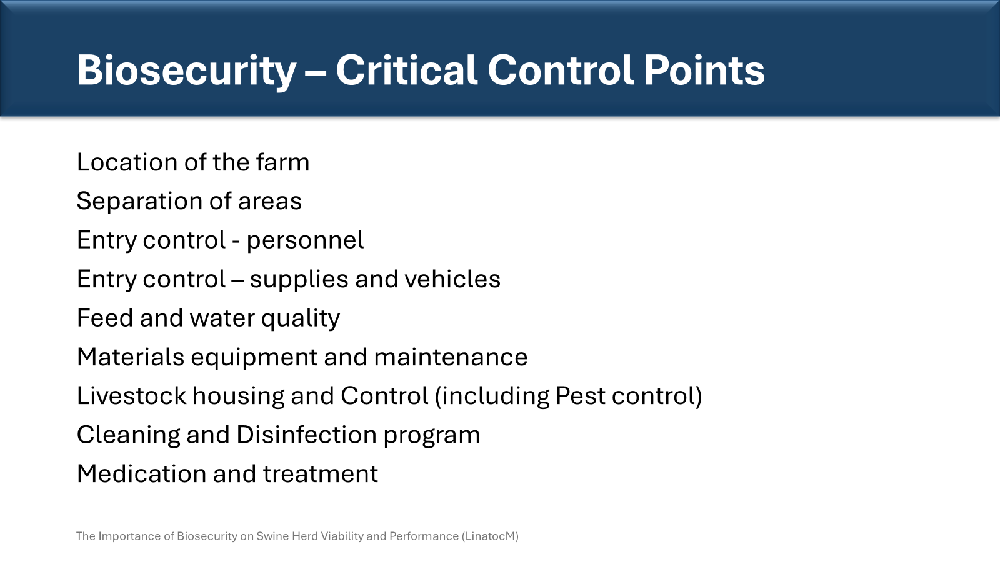 Biosecurity – Critical Control Points
Location of the farm
Separation of areas
Entry control - personnel
Entry control – supplies and vehicles
Feed and water quality
Materials equipment and maintenance
Livestock housing and Control (including Pest control)
Cleaning and Disinfection program
Medication and treatment
The Importance of Biosecurity on Swine Herd Viability and Performance (LinatocM)